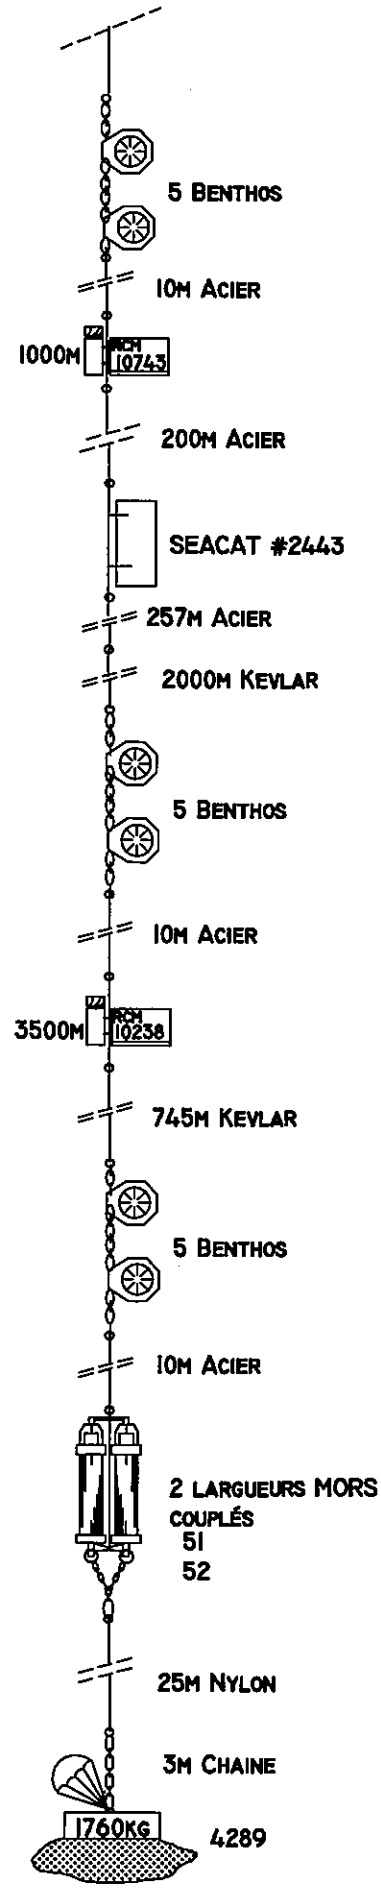 5 BENTHOS
10M ACIER
1000M
RCM
10743
200M ACIER
SEACAT #2443
257M ACIER
2000M KEVLAR
5 BENTHOS
10M ACIER
3500M
RCM
10238
745M KEVLAR
5 BENTHOS
10M ACIER
2 LARGUEURS MORS
COUPLÉS
51
52
25M NYLON
3M CHAINE
1760KG
4289